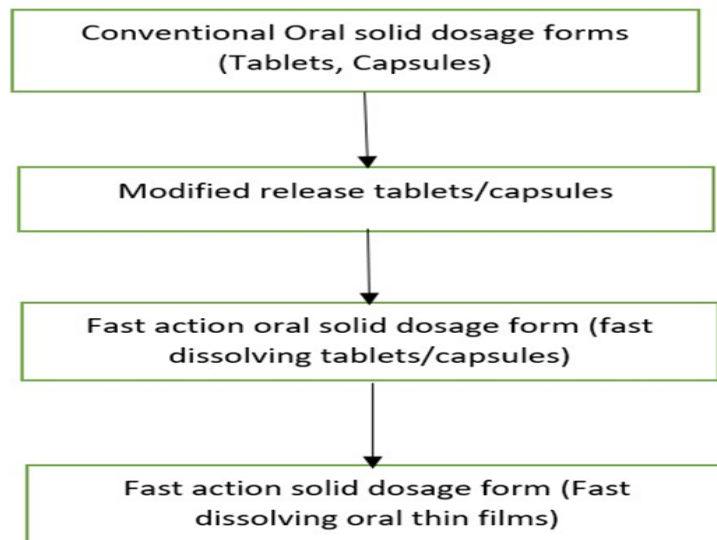 Conventional Oral solid dosage forms
(Tablets, Capsules)
Modified release tablets/capsules
Fast action oral solid dosage form (fast
dissolving tablets/capsules)
Fast action solid dosage form (Fast
dissolving oral thin films)